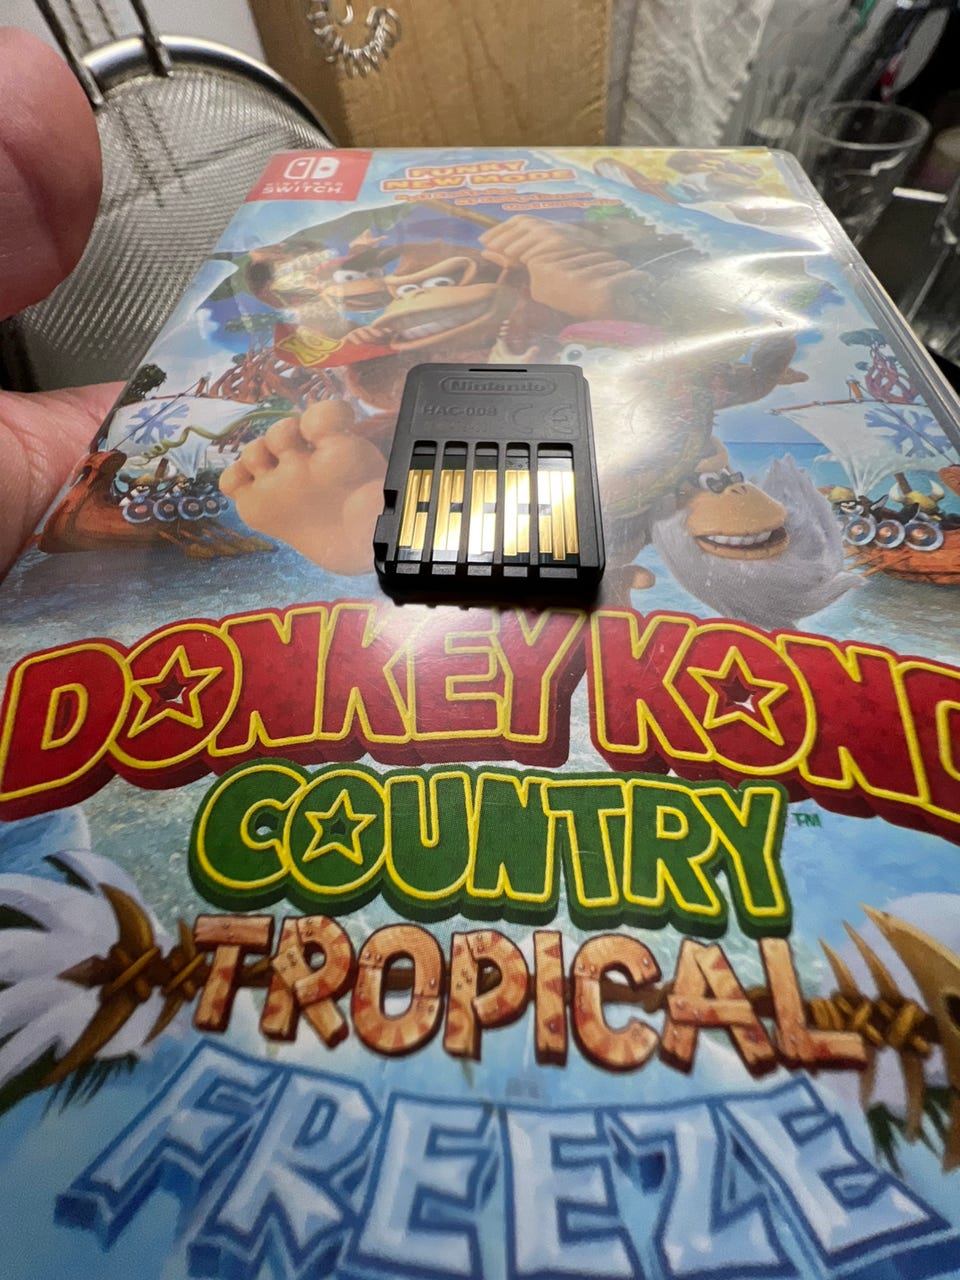 NINTENDO
SWITCH
FUNKY
NEW MODE
Nintendo
HAC-008 CE
DONKEY KONG
COUNTRY TM
TROPICAL
FREEZE